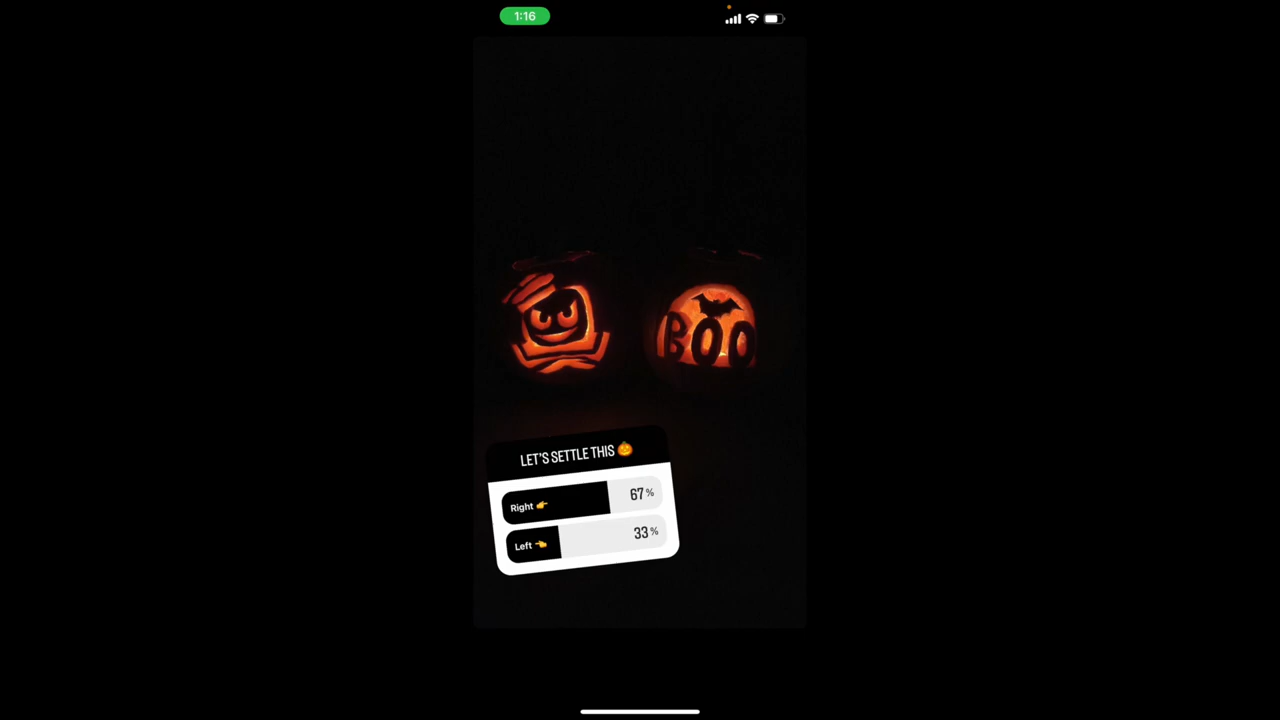 1:16
BOO
LET'S SETTLE THIS 🎃
Right 👉 67%
Left 👈 33%